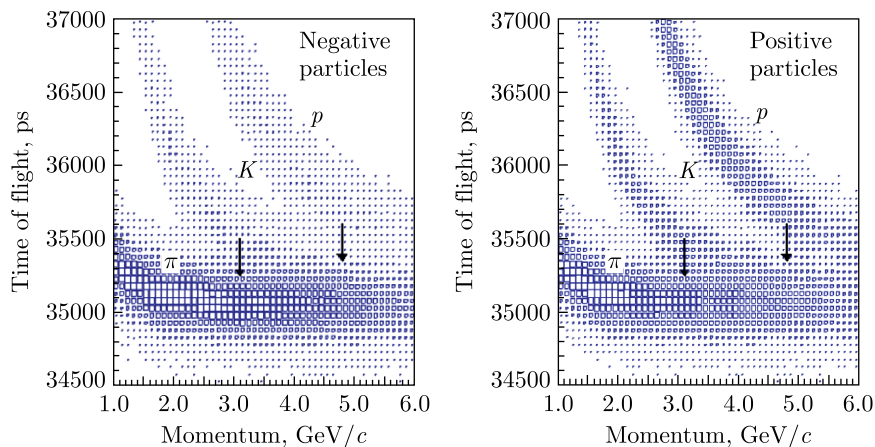 37000
36500
36000
35500
35000
34500
Time of flight, ps
Negative
particles
p
K
π
1.0 2.0 3.0 4.0 5.0 6.0
Momentum, GeV/c
37000
36500
36000
35500
35000
34500
Time of flight, ps
Positive
particles
p
K
π
1.0 2.0 3.0 4.0 5.0 6.0
Momentum, GeV/c